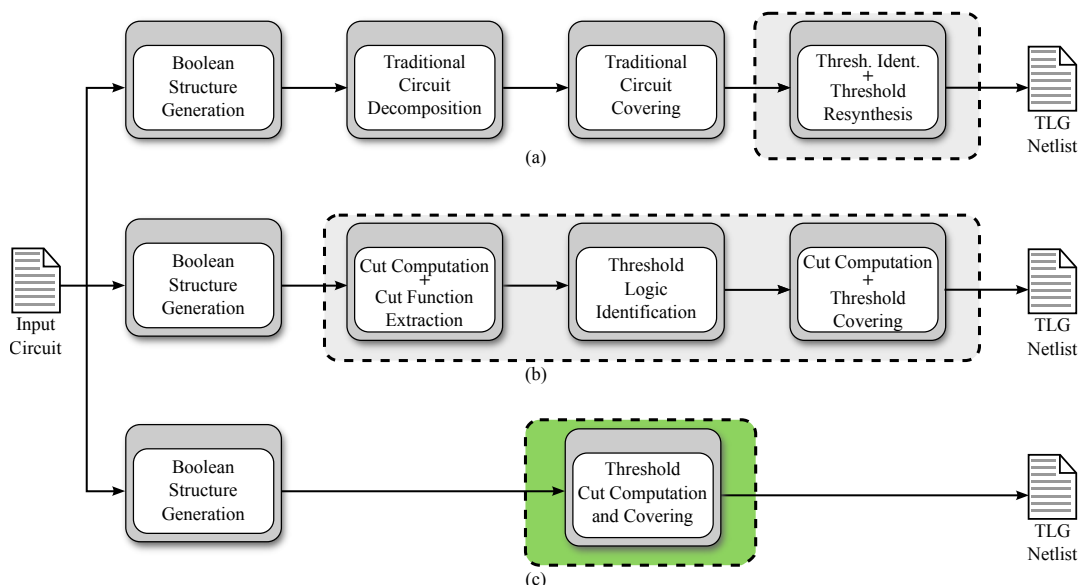 Boolean
Structure
Generation
Traditional
Circuit
Decomposition
Traditional
Circuit
Covering
Thresh. Ident.
+
Threshold
Resynthesis
TLG
Netlist
(a)
Input
Circuit
Boolean
Structure
Generation
Cut Computation
+
Cut Function
Extraction
Threshold
Logic
Identification
Cut Computation
+
Threshold
Covering
TLG
Netlist
(b)
Boolean
Structure
Generation
Threshold
Cut Computation
and Covering
TLG
Netlist
(c)